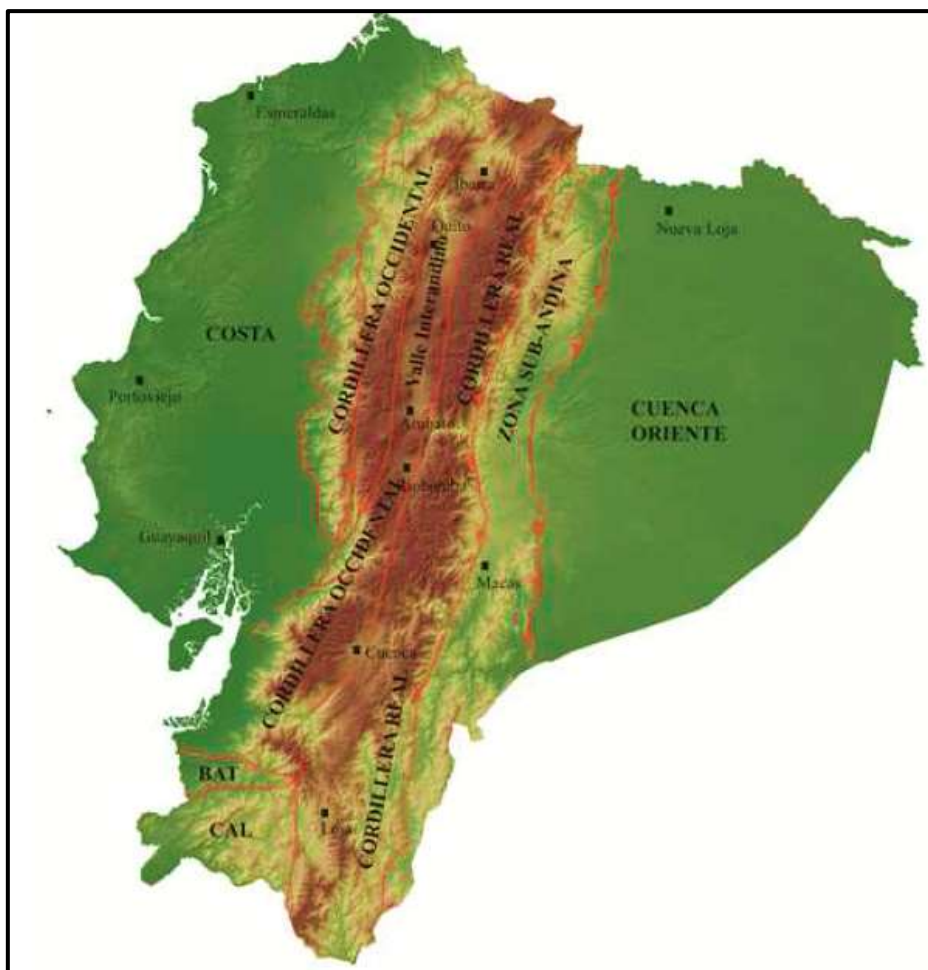 Esmeraldas
Ibarra
Nueva Loja
Quito
CORDILLERA OCCIDENTAL
Valle Interandino
CORDILLERA REAL
ZONA SUB-ANDINA
COSTA
Portoviejo
Ambato
CUENCA
ORIENTE
Riobamba
Guayaquil
Macas
CORDILLERA OCCIDENTAL
Cuenca
CORDILLERA REAL
BAT
CAL
Loja